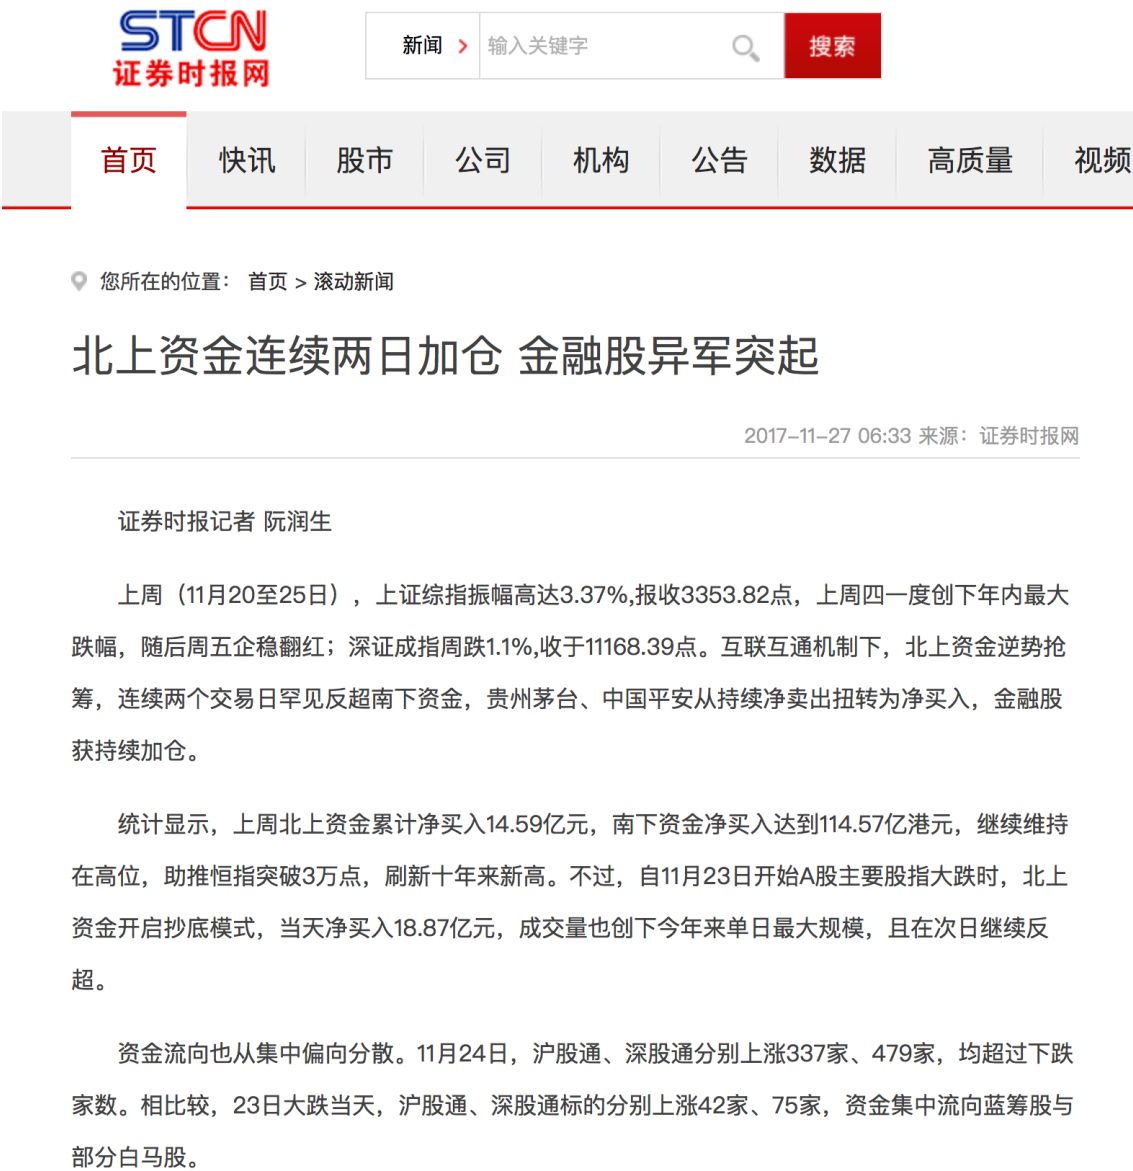 STCN
证券时报网
新闻 > 输入关键字 搜索
首页 快讯 股市 公司 机构 公告 数据 高质量 视频
您所在的位置： 首页 > 滚动新闻
北上资金连续两日加仓 金融股异军突起
2017-11-27 06:33 来源：证券时报网
证券时报记者 阮润生
上周（11月20至25日），上证综指振幅高达3.37%,报收3353.82点，上周四一度创下年内最大
跌幅，随后周五企稳翻红；深证成指周跌1.1%,收于11168.39点。互联互通机制下，北上资金逆势抢
筹，连续两个交易日罕见反超南下资金，贵州茅台、中国平安从持续净卖出扭转为净买入，金融股
获持续加仓。
统计显示，上周北上资金累计净买入14.59亿元，南下资金净买入达到114.57亿港元，继续维持
在高位，助推恒指突破3万点，刷新十年来新高。不过，自11月23日开始A股主要股指大跌时，北上
资金开启抄底模式，当天净买入18.87亿元，成交量也创下今年来单日最大规模，且在次日继续反
超。
资金流向也从集中偏向分散。11月24日，沪股通、深股通分别上涨337家、479家，均超过下跌
家数。相比较，23日大跌当天，沪股通、深股通标的分别上涨42家、75家，资金集中流向蓝筹股与
部分白马股。